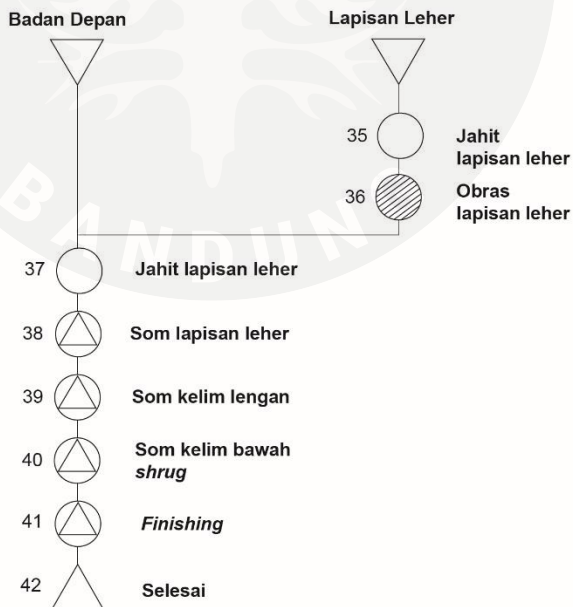 Badan Depan
Lapisan Leher
35 Jahit
lapisan leher
36 Obras
lapisan leher
BANDUNG
37 Jahit lapisan leher
38 Som lapisan leher
39 Som kelim lengan
40 Som kelim bawah
shrug
41 Finishing
42 Selesai